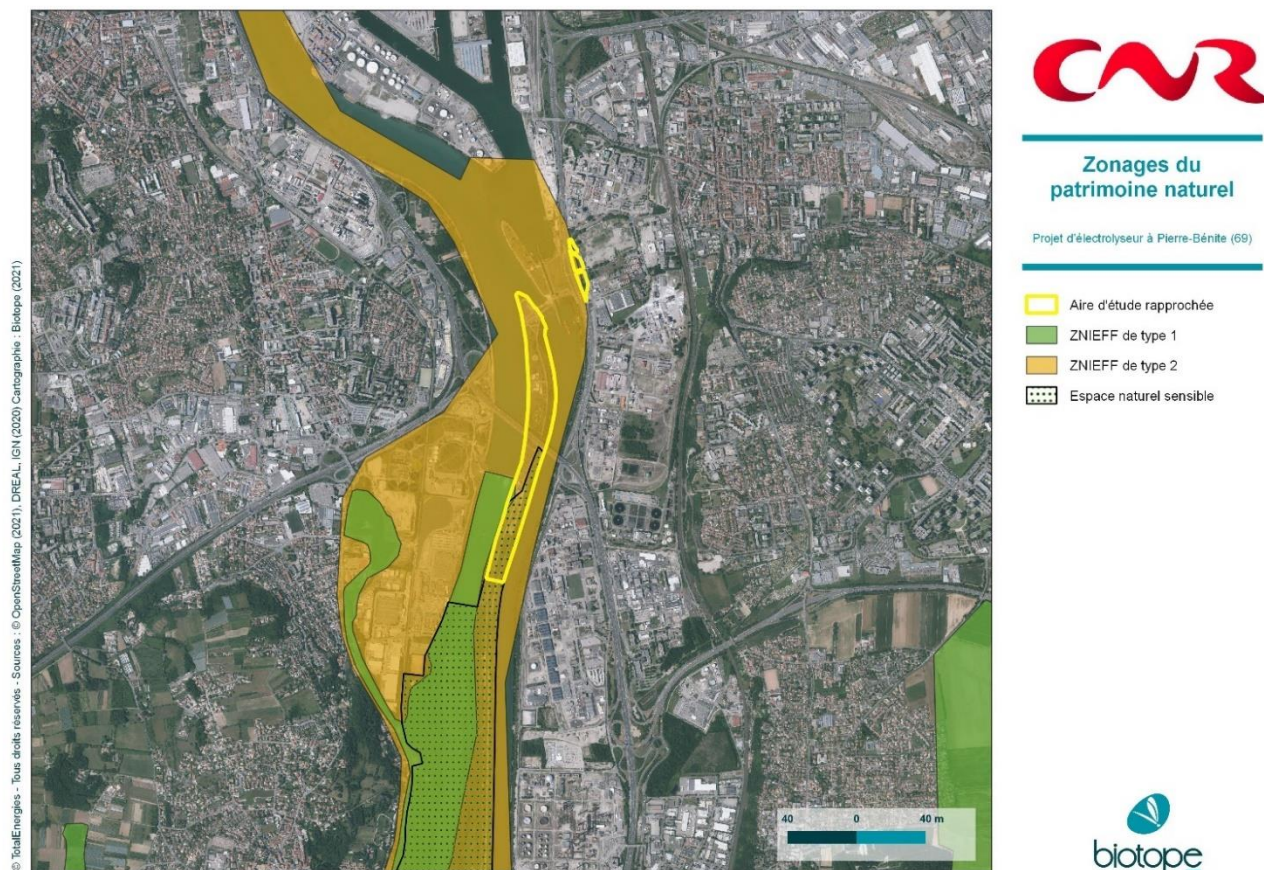 © TotalEnergies - Tous droits réservés - Sources : © OpenStreetMap (2021), DREAL, IGN (2020) Cartographie : Biotope (2021)
CNR
Zonages du
patrimoine naturel
Projet d'électrolyseur à Pierre-Bénite (69)
Aire d'étude rapprochée
ZNIEFF de type 1
ZNIEFF de type 2
Espace naturel sensible
40 0 40 m
biotope